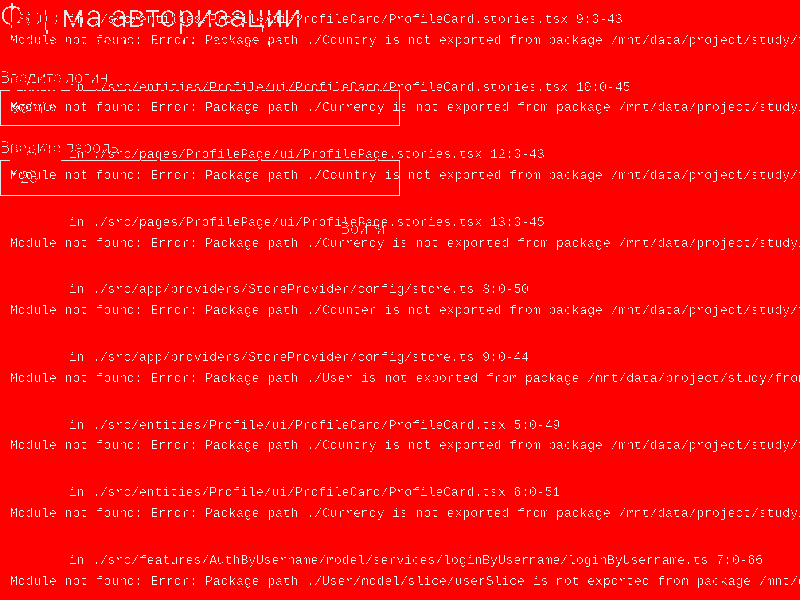 Форма авторизации
in ./src/entities/Profile/ui/ProfileCard/ProfileCard.stories.tsx 9:3-43
Module not found: Error: Package path ./Country is not exported from package /mnt/data/project/study/
Введите логин
in ./src/entities/Profile/ui/ProfileCard/ProfileCard.stories.tsx 10:0-45
Module not found: Error: Package path ./Currency is not exported from package /mnt/data/project/study/
Введите пароль
in ./src/pages/ProfilePage/ui/ProfilePage.stories.tsx 12:3-43
Module not found: Error: Package path ./Country is not exported from package /mnt/data/project/study/
in ./src/pages/ProfilePage/ui/ProfilePage.stories.tsx 13:3-45
Войти
Module not found: Error: Package path ./Currency is not exported from package /mnt/data/project/study/
in ./src/app/providers/StoreProvider/config/store.ts 8:0-50
Module not found: Error: Package path ./Counter is not exported from package /mnt/data/project/study/
in ./src/app/providers/StoreProvider/config/store.ts 9:0-44
Module not found: Error: Package path ./User is not exported from package /mnt/data/project/study/fro
in ./src/entities/Profile/ui/ProfileCard/ProfileCard.tsx 5:0-49
Module not found: Error: Package path ./Country is not exported from package /mnt/data/project/study/
in ./src/entities/Profile/ui/ProfileCard/ProfileCard.tsx 6:0-51
Module not found: Error: Package path ./Currency is not exported from package /mnt/data/project/study/
in ./src/features/AuthByUsername/model/services/loginByUsername/loginByUsername.ts 7:0-66
Module not found: Error: Package path ./User/model/slice/userSlice is not exported from package /mnt/